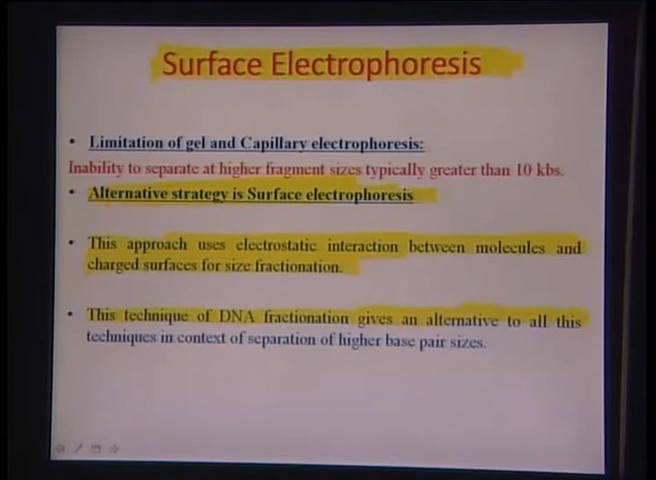 Surface Electrophoresis
• Limitation of gel and Capillary electrophoresis:
Inability to separate at higher fragment sizes typically greater than 10 kbs.
• Alternative strategy is Surface electrophoresis
• This approach uses electrostatic interaction between molecules and
charged surfaces for size fractionation.
• This technique of DNA fractionation gives an alternative to all this
techniques in context of separation of higher base pair sizes.